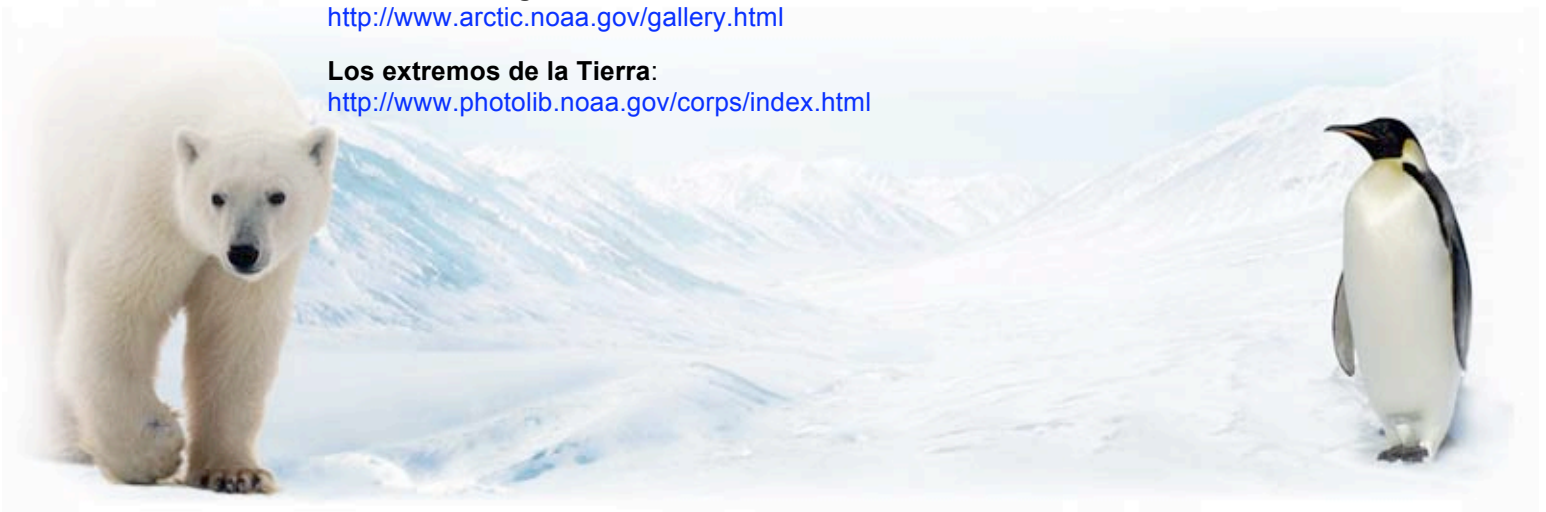 http://www.arctic.noaa.gov/gallery.html
Los extremos de la Tierra:
http://www.photolib.noaa.gov/corps/index.html